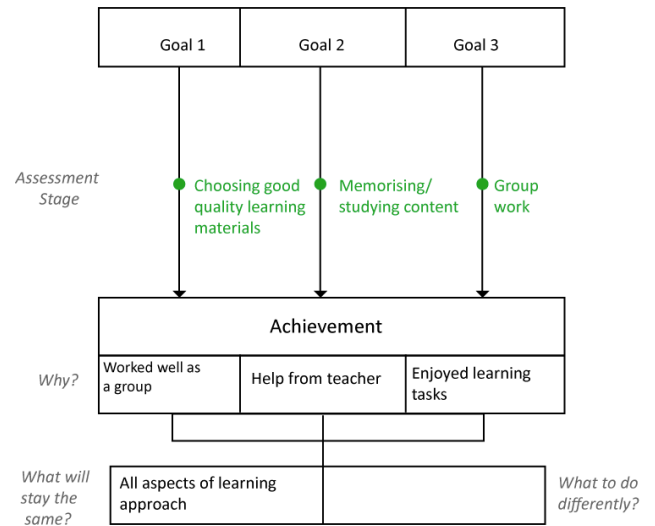 Goal 1
Goal 2
Goal 3
Assessment
Stage
Choosing good
quality learning
materials
Memorising/
studying content
Group
work
Achievement
Why?
Worked well as
a group
Help from teacher
Enjoyed learning
tasks
What will
stay the
same?
All aspects of learning
approach
What to do
differently?